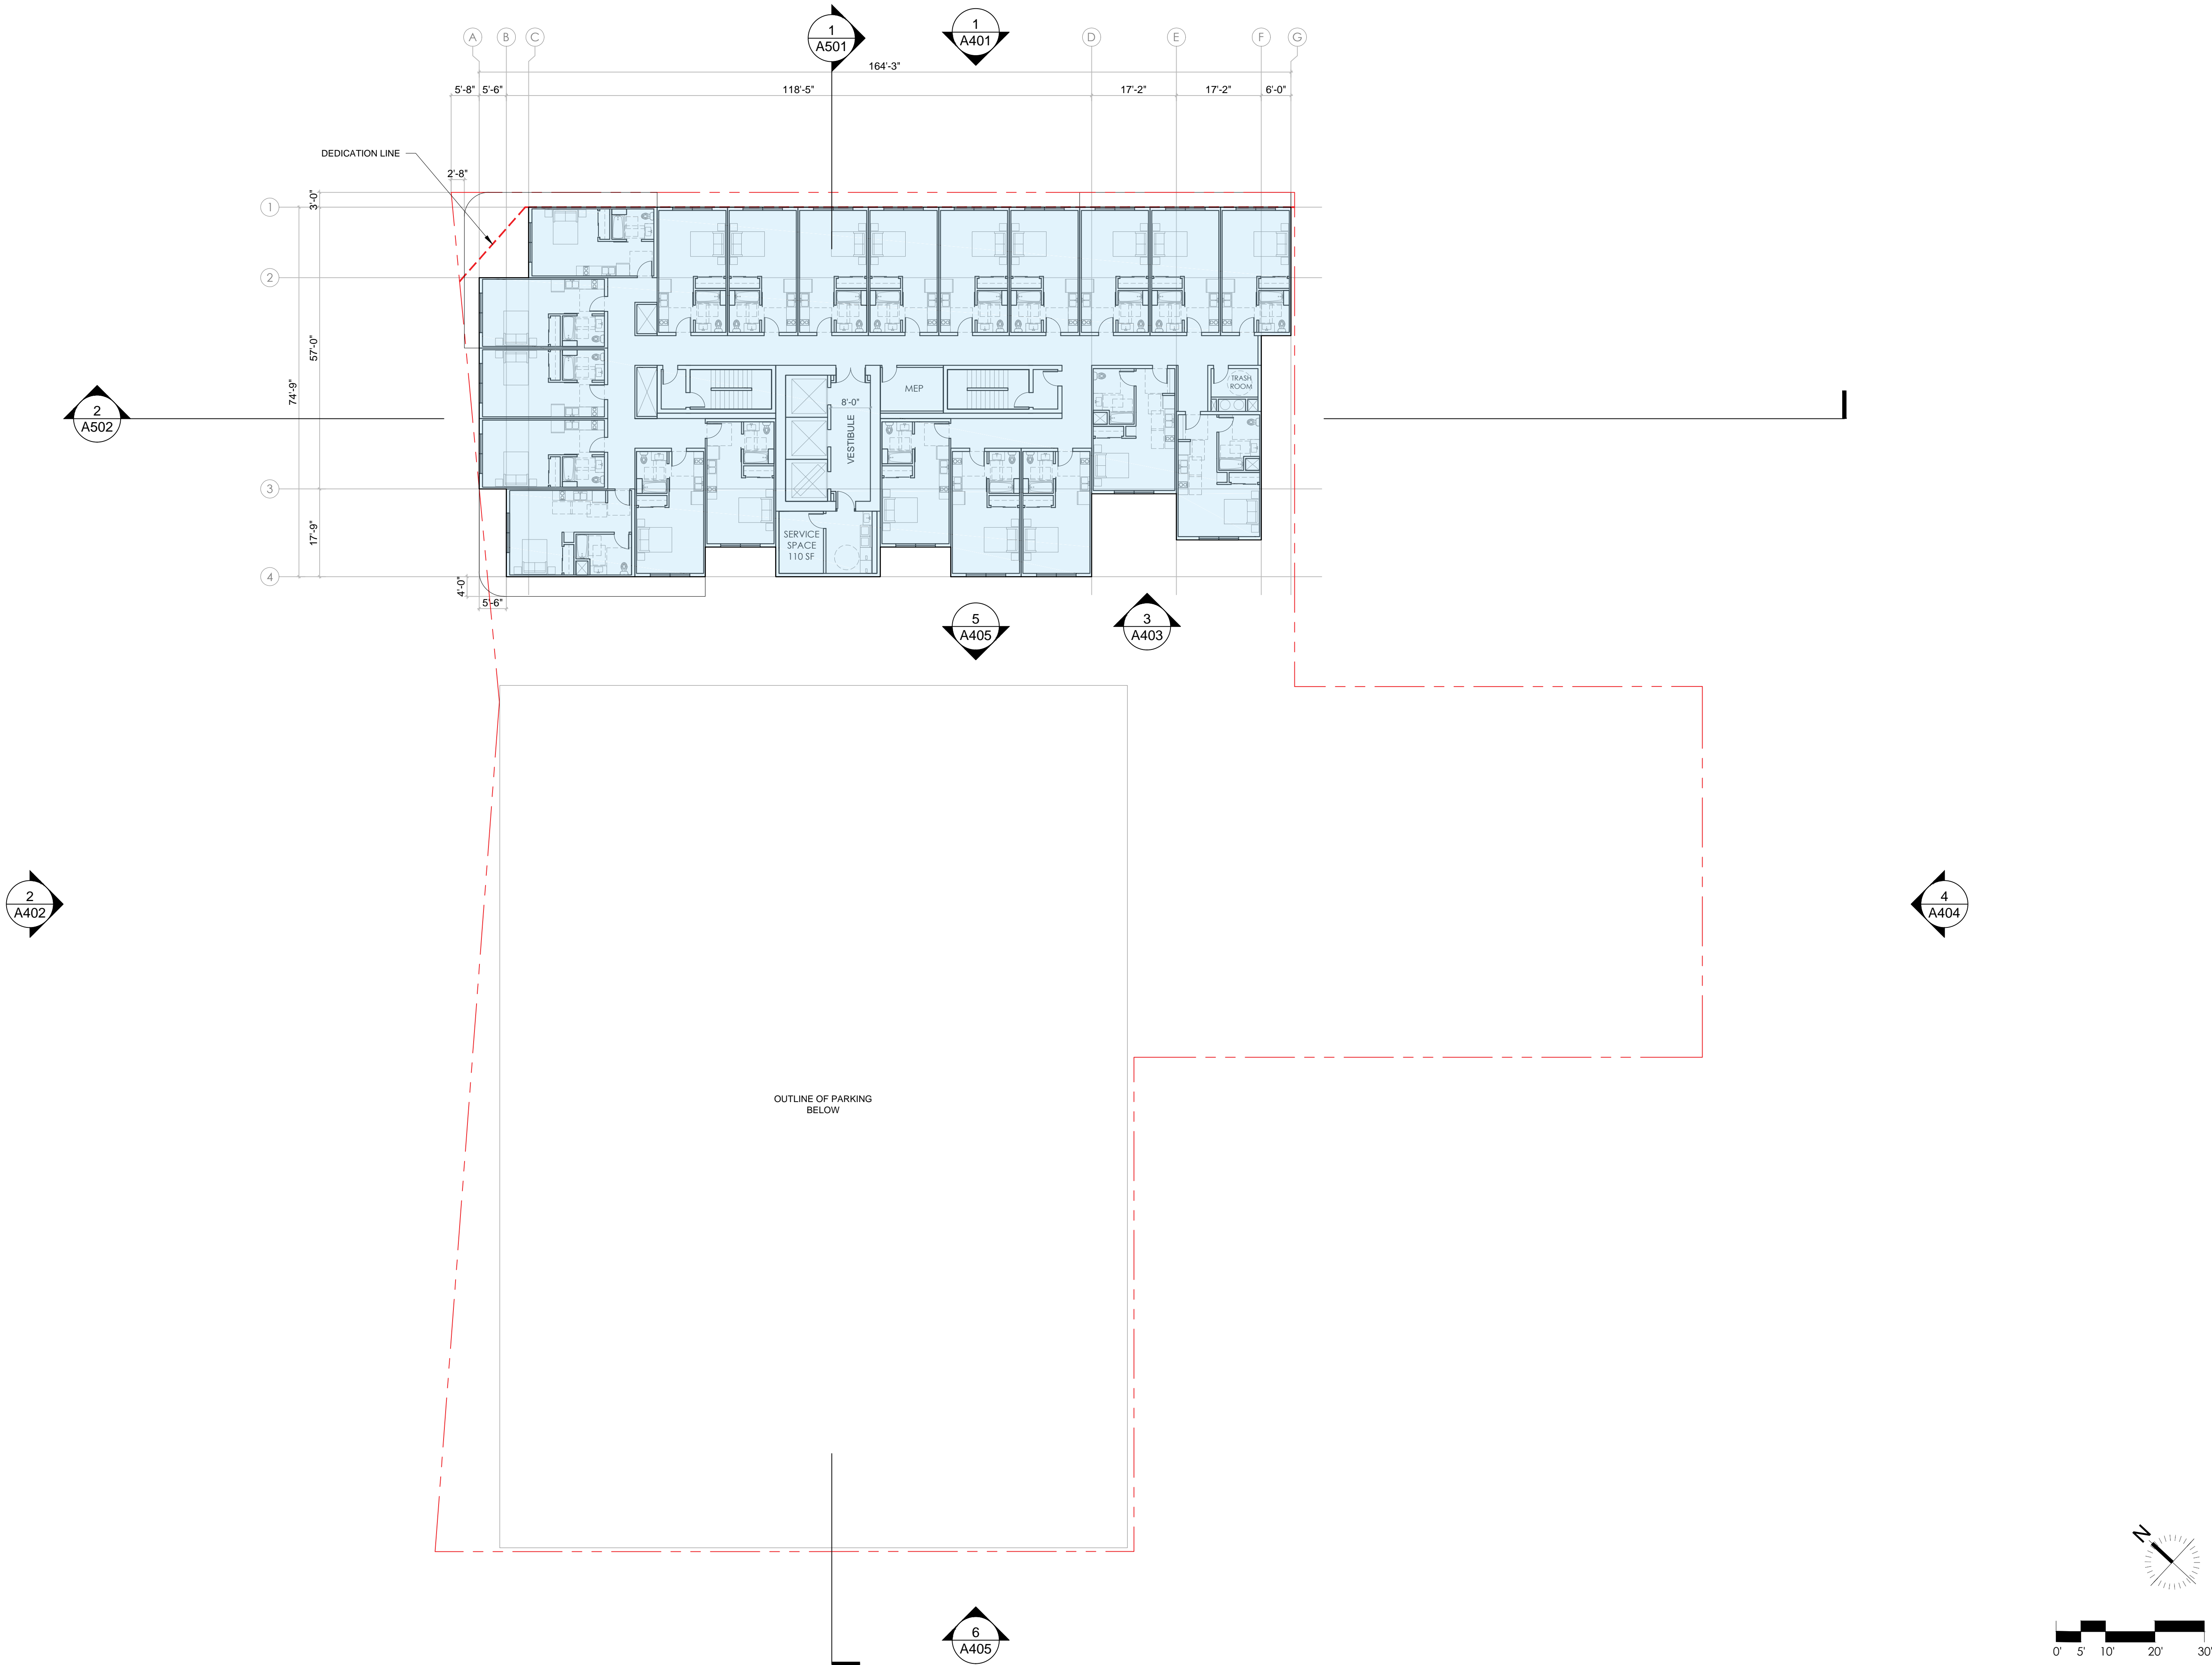 1
A501
1
A401
A
B
C
D
E
F
G
164'-3"
5'-8"
5'-6"
118'-5"
17'-2"
17'-2"
6'-0"
DEDICATION LINE
2'-8"
3'-0"
1
2
57'-0"
74'-9"
2
A502
TRASH
ROOM
MEP
8'-0"
VESTIBULE
3
17'-9"
SERVICE
SPACE
110 SF
4
4'-0"
5'-6"
5
A405
3
A403
2
A402
4
A404
OUTLINE OF PARKING
BELOW
N
6
A405
0' 5' 10' 20' 30'